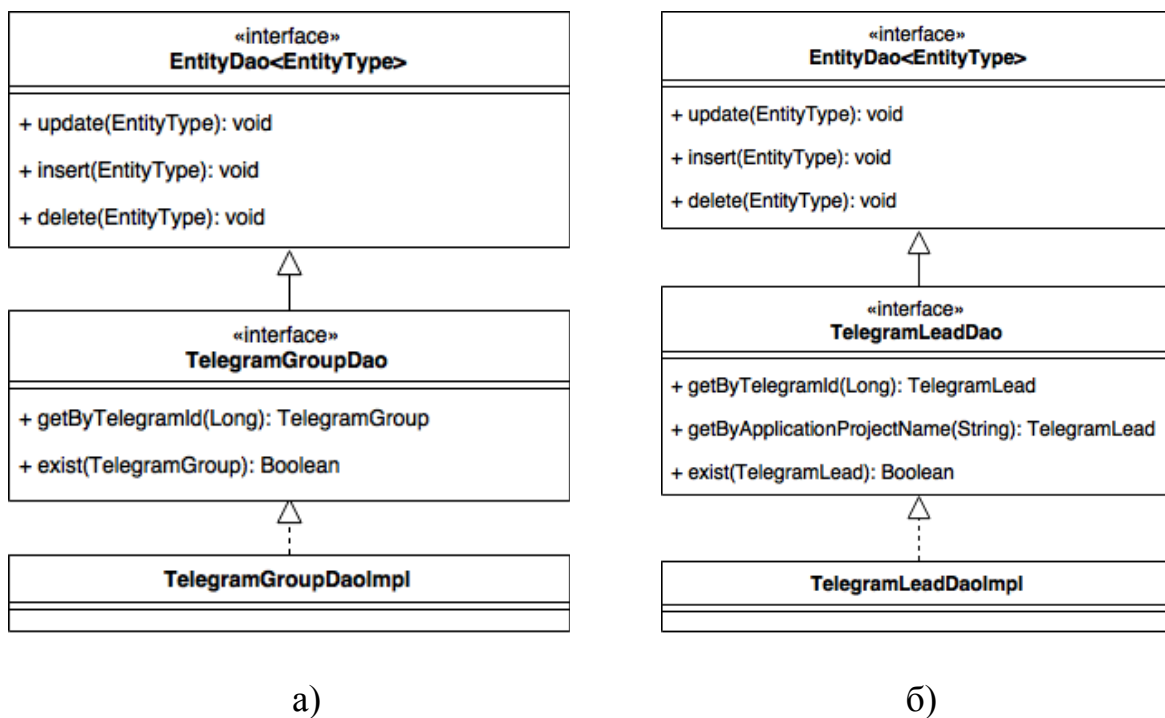 «interface»
EntityDao<EntityType>
+ update(EntityType): void
+ insert(EntityType): void
+ delete(EntityType): void
«interface»
TelegramGroupDao
+ getByTelegramId(Long): TelegramGroup
+ exist(TelegramGroup): Boolean
TelegramGroupDaoImpl
а)
«interface»
EntityDao<EntityType>
+ update(EntityType): void
+ insert(EntityType): void
+ delete(EntityType): void
«interface»
TelegramLeadDao
+ getByTelegramId(Long): TelegramLead
+ getByApplicationProjectName(String): TelegramLead
+ exist(TelegramLead): Boolean
TelegramLeadDaoImpl
б)